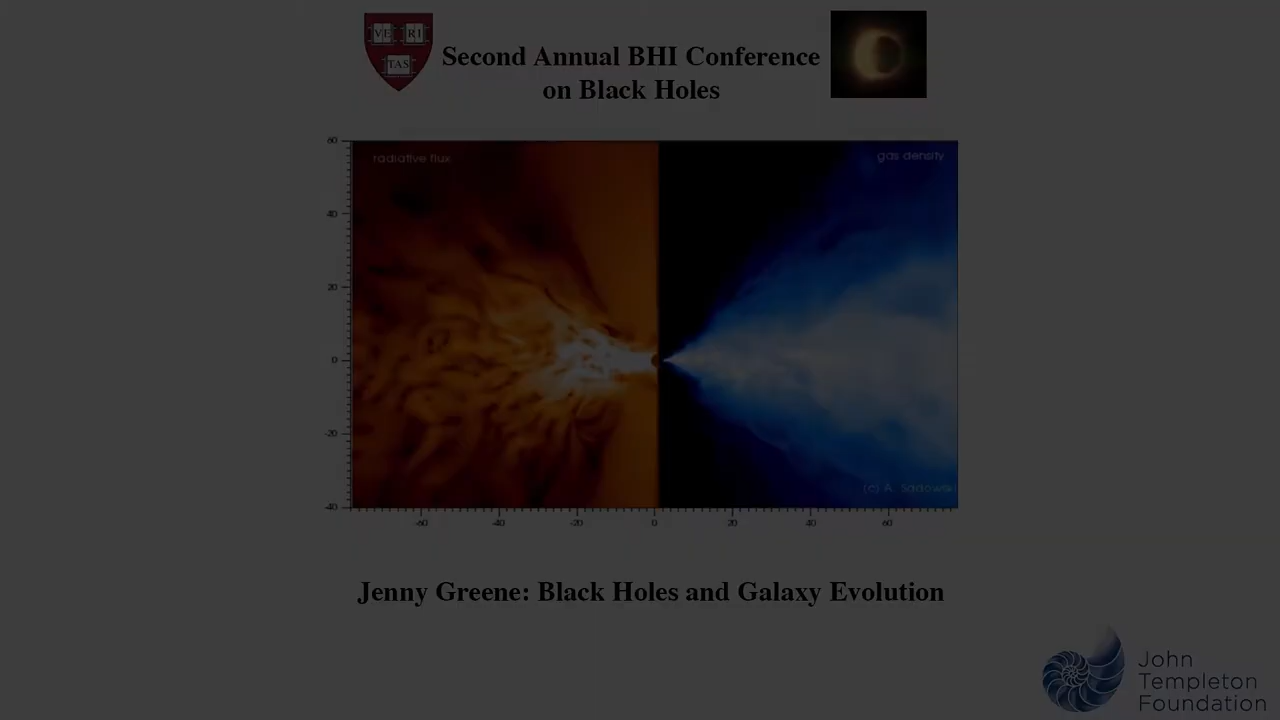 VE RI
TAS
Second Annual BHI Conference
on Black Holes
radiative flux
gas density
60
40
20
0
-20
-40
(c) A. Sadowski
-60 -40 -20 0 20 40 60
Jenny Greene: Black Holes and Galaxy Evolution
John
Templeton
Foundation